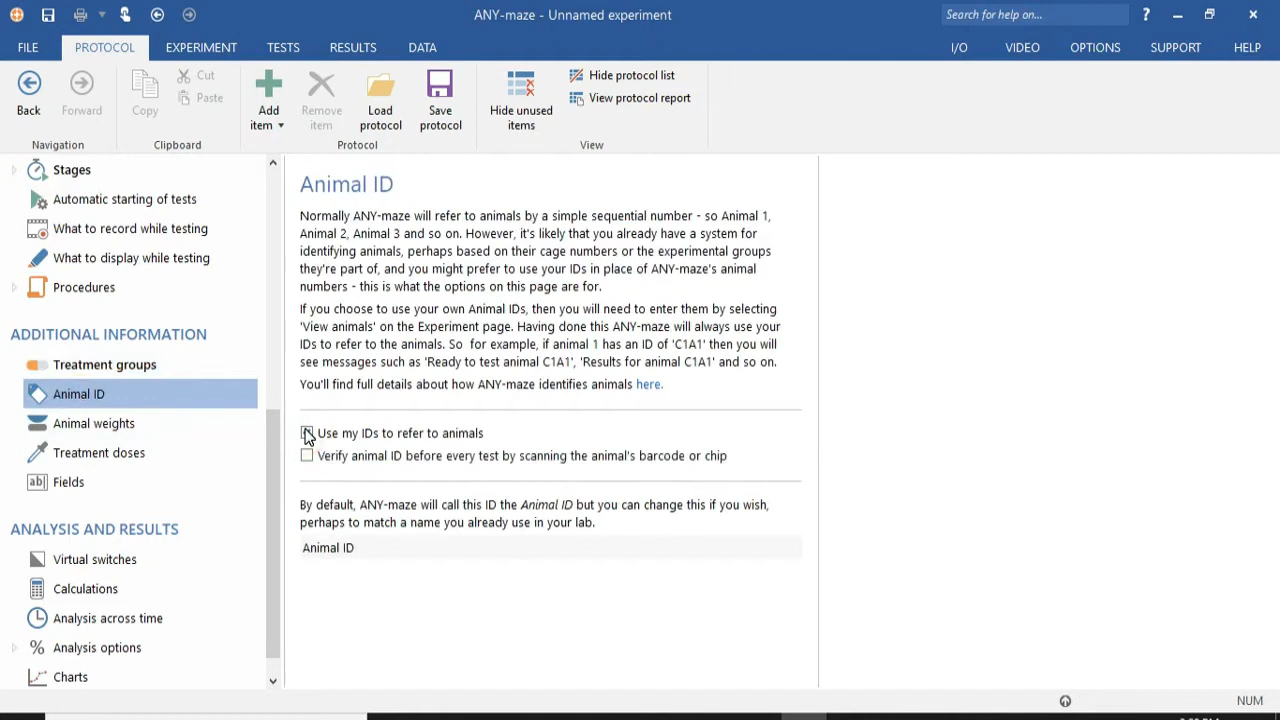 ANY-maze - Unnamed experiment
Search for help on...
?
FILE
PROTOCOL
EXPERIMENT
TESTS
RESULTS
DATA
I/O
VIDEO
OPTIONS
SUPPORT
HELP
Back
Forward
Navigation
Copy
Cut
Paste
Clipboard
Add
item
Remove
item
Load
protocol
Save
protocol
Protocol
Hide unused
items
Hide protocol list
View protocol report
View
Stages
Automatic starting of tests
What to record while testing
What to display while testing
Procedures
ADDITIONAL INFORMATION
Treatment groups
Animal ID
Animal weights
Treatment doses
ab Fields
ANALYSIS AND RESULTS
Virtual switches
Calculations
Analysis across time
% Analysis options
Charts
Animal ID
Normally ANY-maze will refer to animals by a simple sequential number - so Animal 1,
Animal 2, Animal 3 and so on. However, it's likely that you already have a system for
identifying animals, perhaps based on their cage numbers or the experimental groups
they're part of, and you might prefer to use your IDs in place of ANY-maze's animal
numbers - this is what the options on this page are for.
If you choose to use your own Animal IDs, then you will need to enter them by selecting
'View animals' on the Experiment page. Having done this ANY-maze will always use your
IDs to refer to the animals. So for example, if animal 1 has an ID of 'C1A1' then you will
see messages such as 'Ready to test animal C1A1', 'Results for animal C1A1' and so on.
You'll find full details about how ANY-maze identifies animals here.
Use my IDs to refer to animals
Verify animal ID before every test by scanning the animal's barcode or chip
By default, ANY-maze will call this ID the Animal ID but you can change this if you wish,
perhaps to match a name you already use in your lab.
Animal ID
NUM